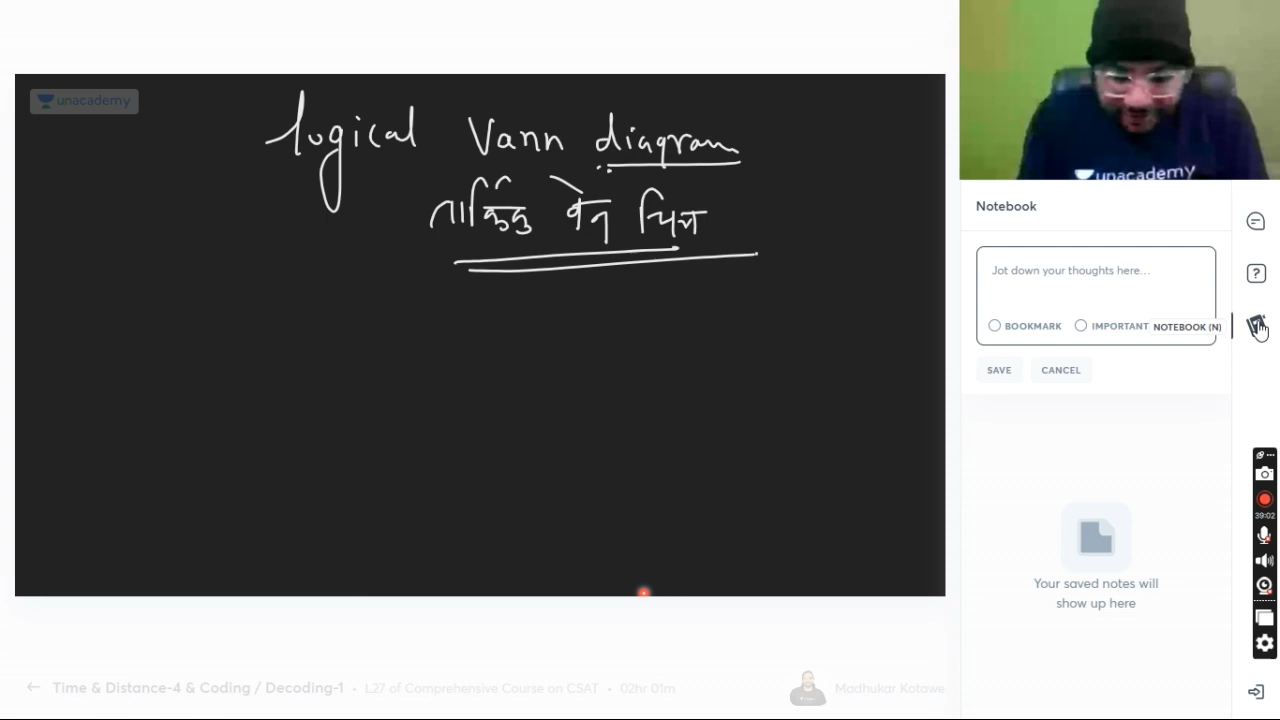 unacademy
logical Vann diagram
तार्किक वेन चित्र
unacademy
Notebook
Jot down your thoughts here...
BOOKMARK IMPORTANT NOTEBOOK (N)
SAVE CANCEL
39:02
Your saved notes will
show up here
Time & Distance-4 & Coding / Decoding-1 • L27 of Comprehensive Course on CSAT • 02hr 01m Madhukar Kotawe